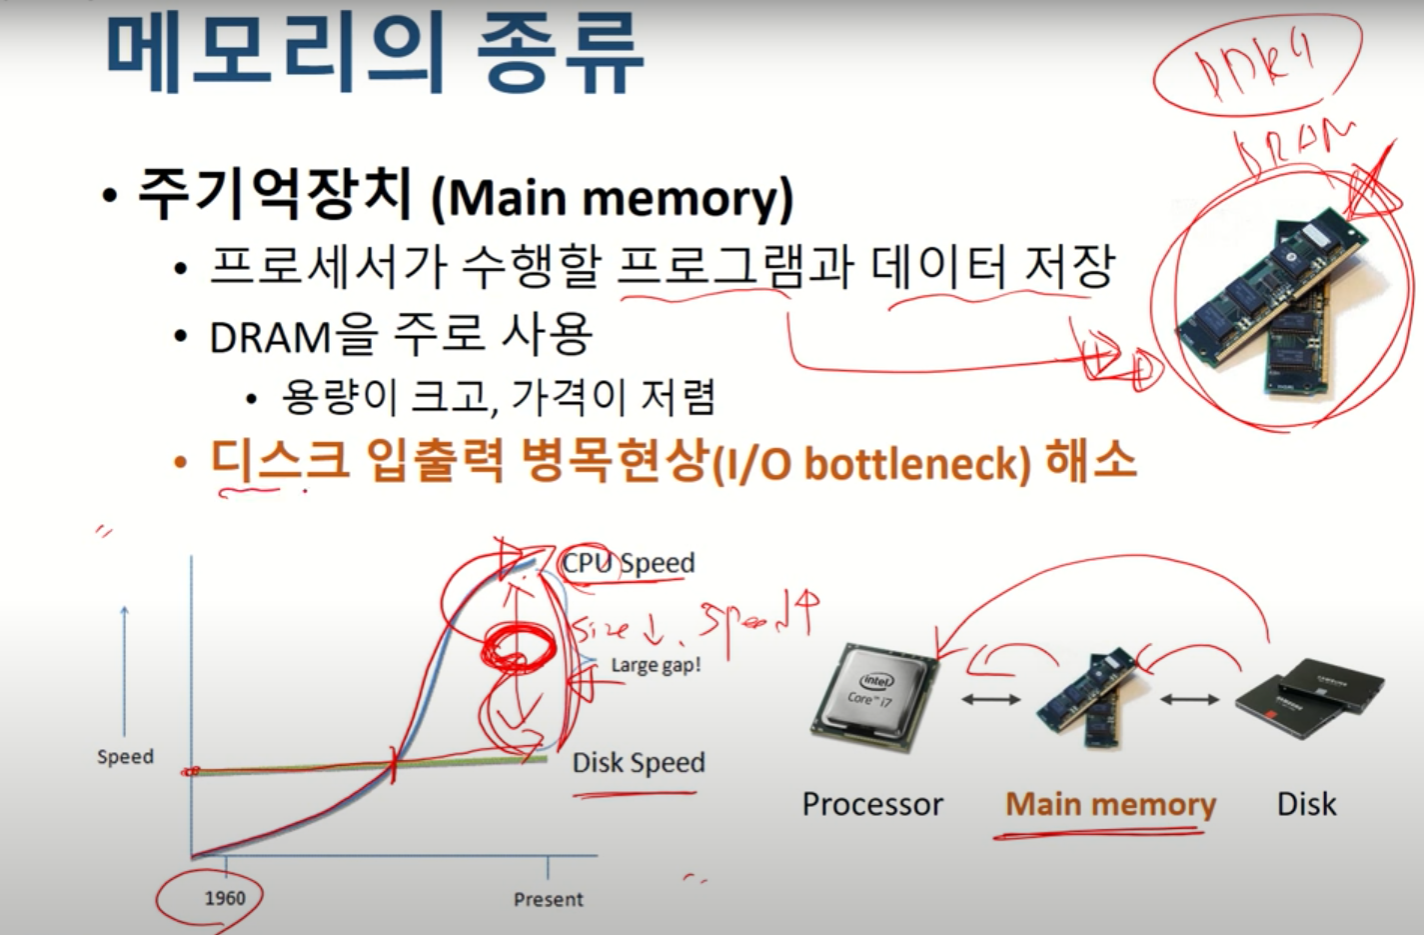 메모리의 종류
DDR4
DRAM
• 주기억장치 (Main memory)
• 프로세서가 수행할 프로그램과 데이터 저장
• DRAM을 주로 사용
• 용량이 크고, 가격이 저렴
• 디스크 입출력 병목현상(I/O bottleneck) 해소
CPU Speed
size ↓. speed ↑
Large gap!
Speed
Disk Speed
1960
Present
intel
Core i7
SAMSUNG
Processor
Main memory
Disk